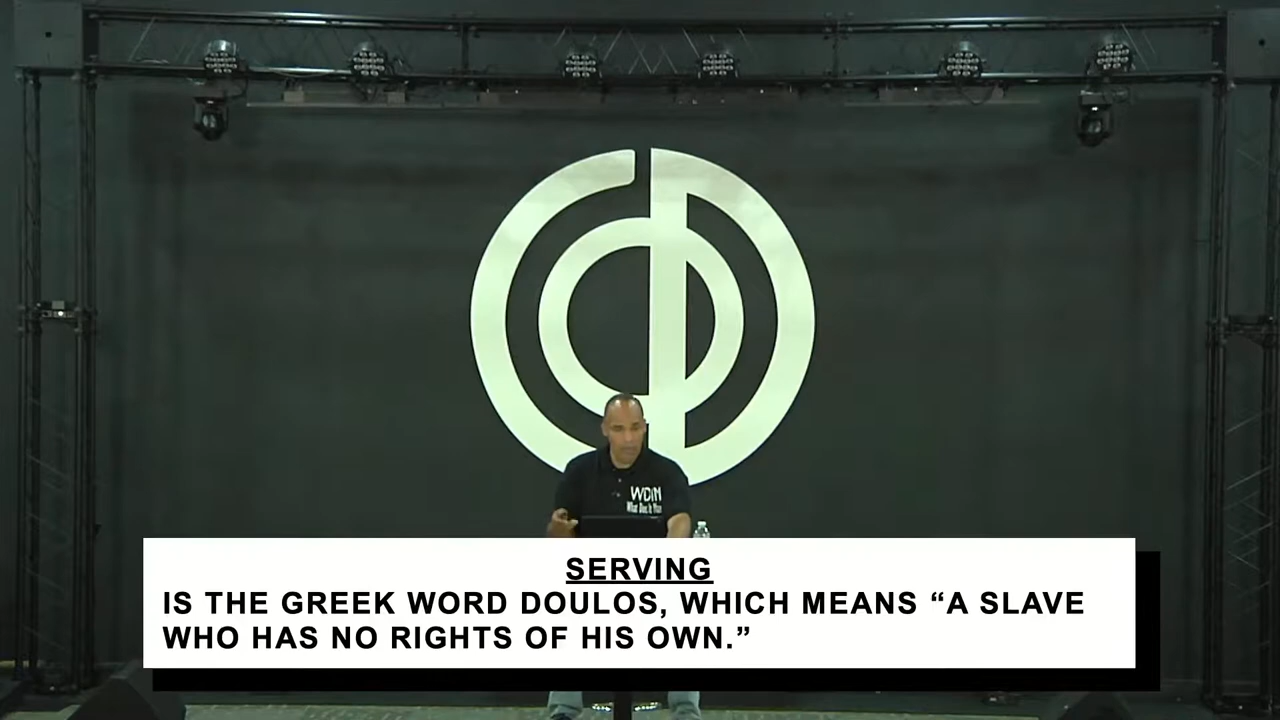 WDIN
SERVING
IS THE GREEK WORD DOULOS, WHICH MEANS “A SLAVE
WHO HAS NO RIGHTS OF HIS OWN.”